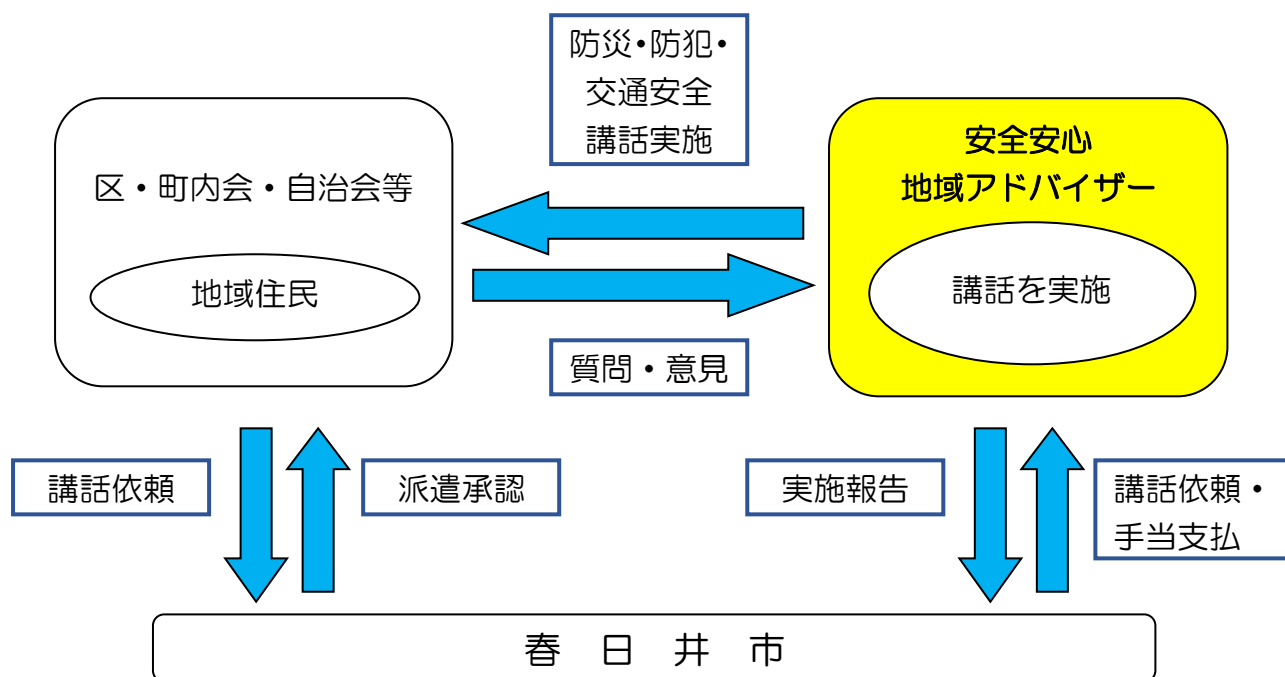 防災・防犯・
交通安全
講話実施
区・町内会・自治会等
地域住民
安全安心
地域アドバイザー
講話を実施
質問・意見
講話依頼
派遣承認
実施報告
講話依頼・
手当支払
春日井市